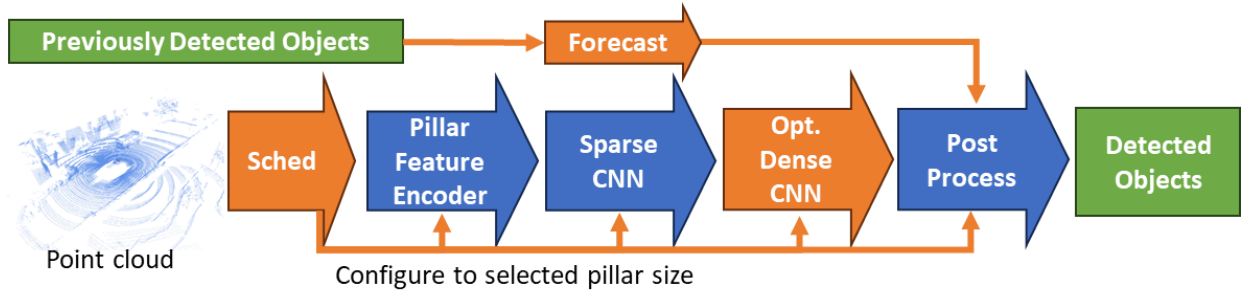 Previously Detected Objects
Forecast
Sched
Pillar
Feature
Encoder
Sparse
CNN
Opt.
Dense
CNN
Post
Process
Detected
Objects
Point cloud
Configure to selected pillar size